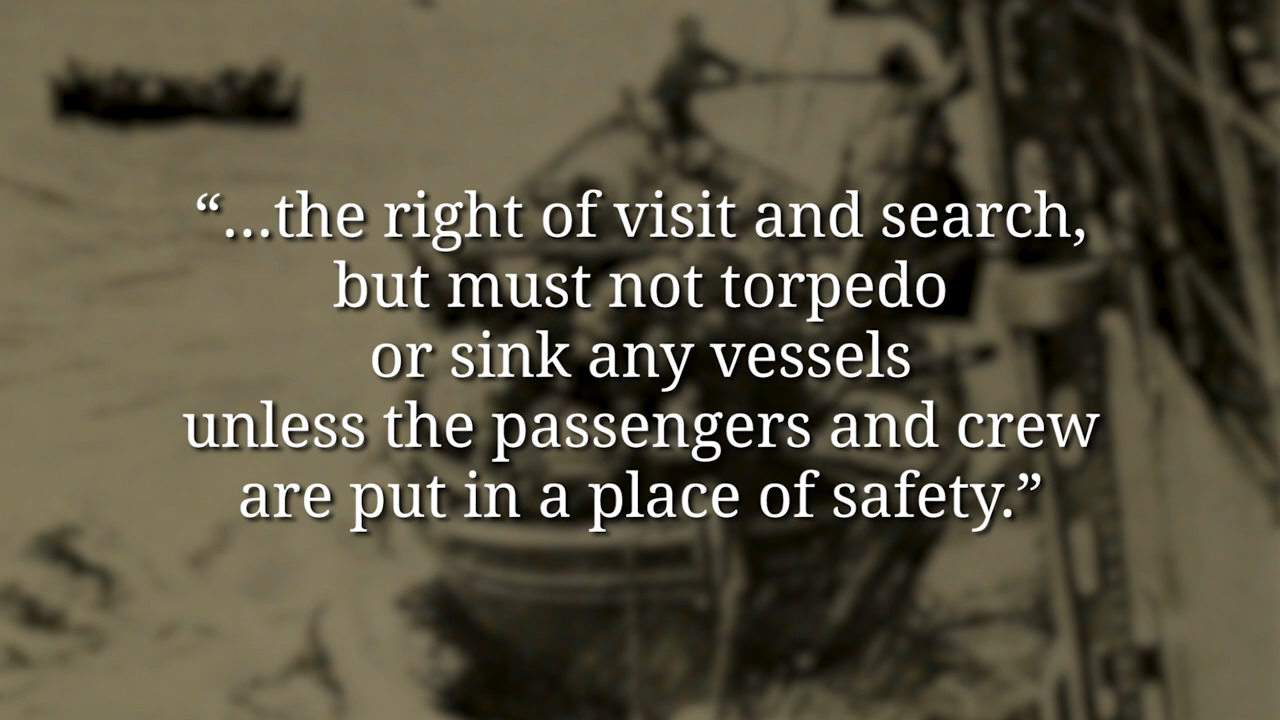 “…the right of visit and search,
but must not torpedo
or sink any vessels
unless the passengers and crew
are put in a place of safety.”